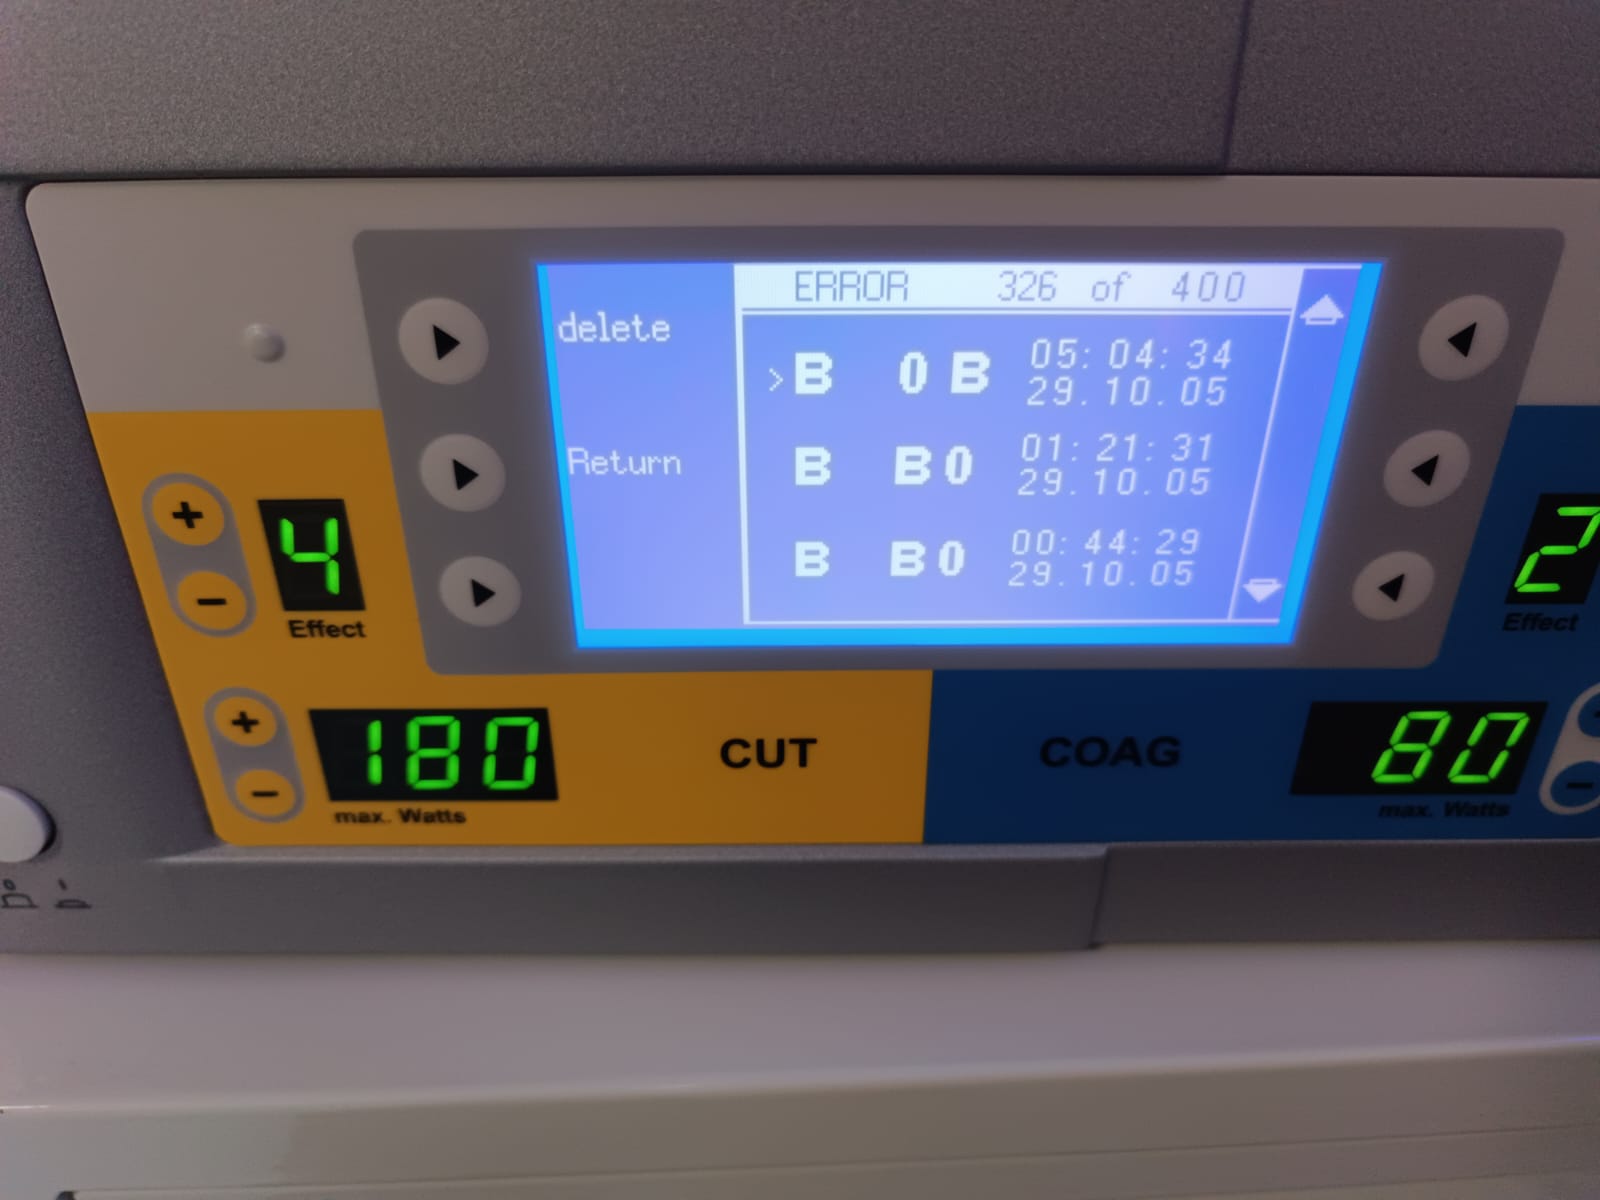 ERROR 326 of 400
delete
>B 0B 05:04:34
29.10.05
Return
B B0 01:21:31
29.10.05
B B0 00:44:29
29.10.05
+
4
-
Effect
2
Effect
+
180
-
max. Watts
CUT
COAG
80
+
-
max. Watts
0 I